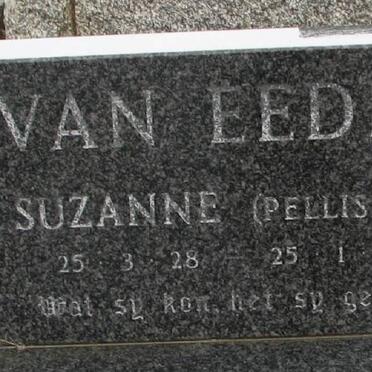 VAN EED
SUZANNE (PELLIS
25 3 28 - 25 1
Wat sy kon, het sy ge